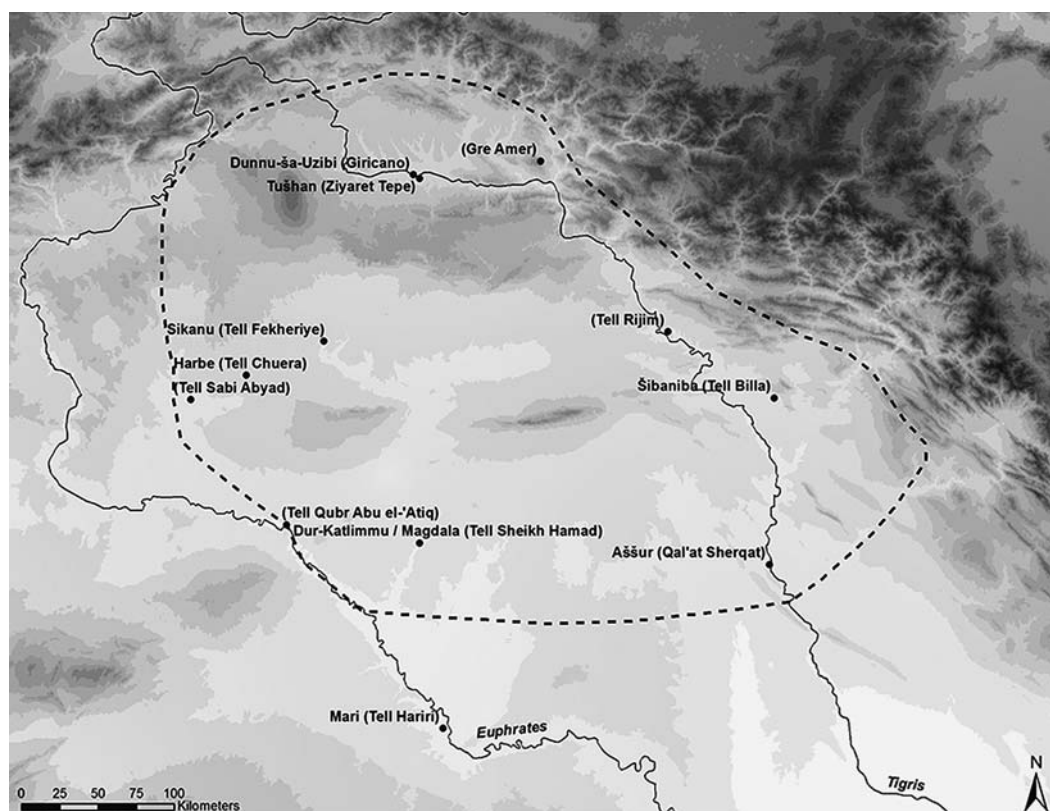 (Gre Amer)
Dunnu-ša-Uzibi (Giricano)
Tušhan (Ziyaret Tepe)
Sikanu (Tell Fekheriye)
(Tell Rijim)
Harbe (Tell Chuera)
(Tell Sabi Abyad)
Šibaniba (Tell Billa)
(Tell Qubr Abu el-'Atiq)
Dur-Katlimmu / Magdala (Tell Sheikh Hamad)
Aššur (Qal'at Sherqat)
Mari (Tell Hariri)
Euphrates
N
Tigris
0 25 50 75 100
Kilometers